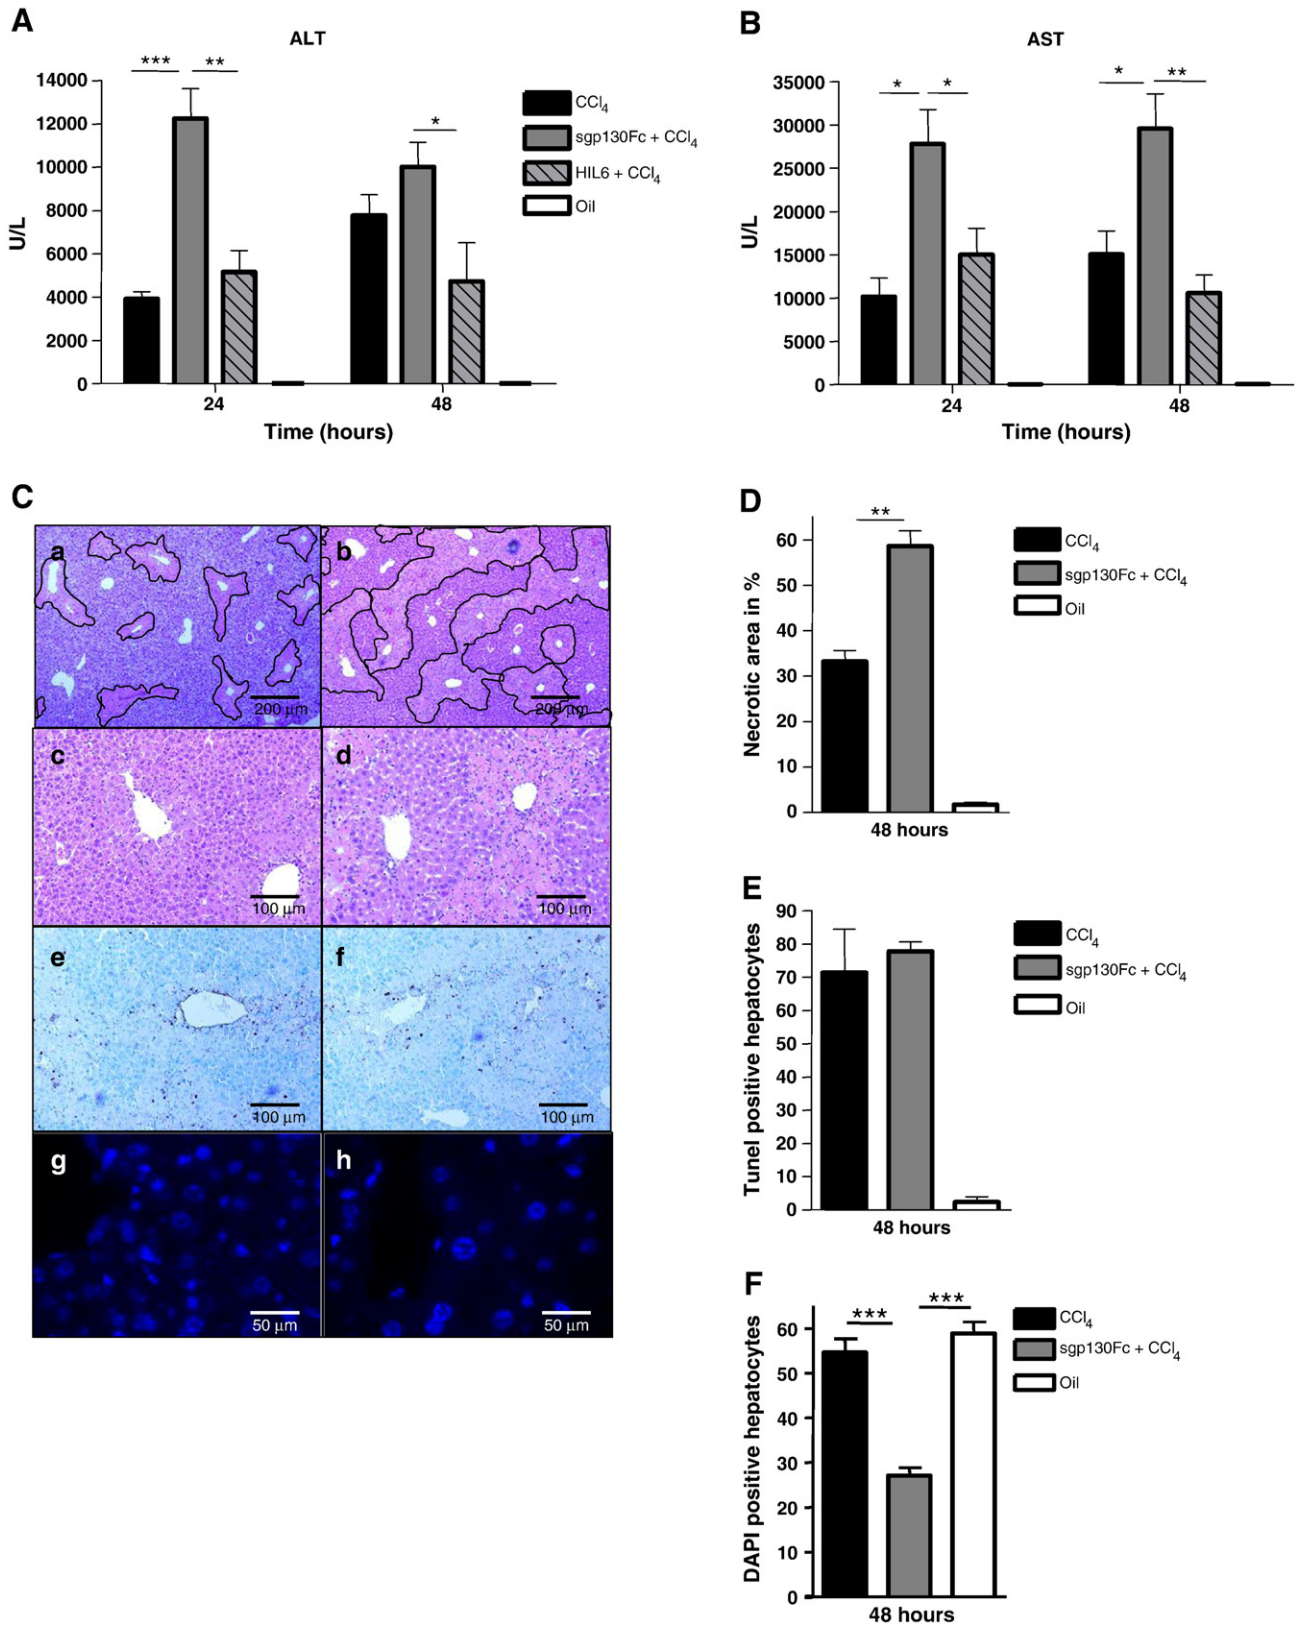 A
ALT
*** **
*
14000
12000
10000
8000
6000
4000
2000
0
U/L
24 48
Time (hours)
CCl4
sgp130Fc + CCl4
HIL6 + CCl4
Oil
B
AST
* * * **
35000
30000
25000
20000
15000
10000
5000
0
U/L
24 48
Time (hours)
C
a b
200 μm 200 μm
c d
100 μm 100 μm
e f
100 μm 100 μm
g h
50 μm 50 μm
D
**
60
50
40
30
20
10
0
Necrotic area in %
48 hours
CCl4
sgp130Fc + CCl4
Oil
E
90
80
70
60
50
40
30
20
10
0
Tunel positive hepatocytes
48 hours
CCl4
sgp130Fc + CCl4
Oil
F
*** ***
60
50
40
30
20
10
0
DAPI positive hepatocytes
48 hours
CCl4
sgp130Fc + CCl4
Oil